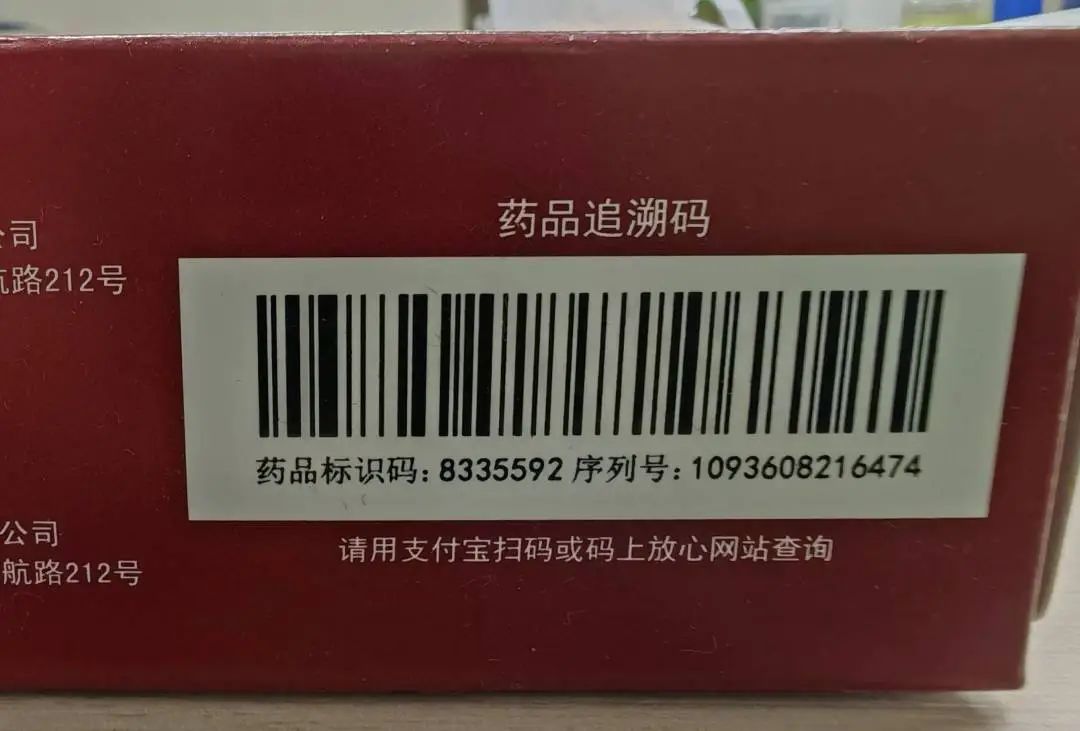 药品追溯码
公司
航路212号
药品标识码: 8335592 序列号: 1093608216474
请用支付宝扫码或码上放心网站查询
公司
航路212号